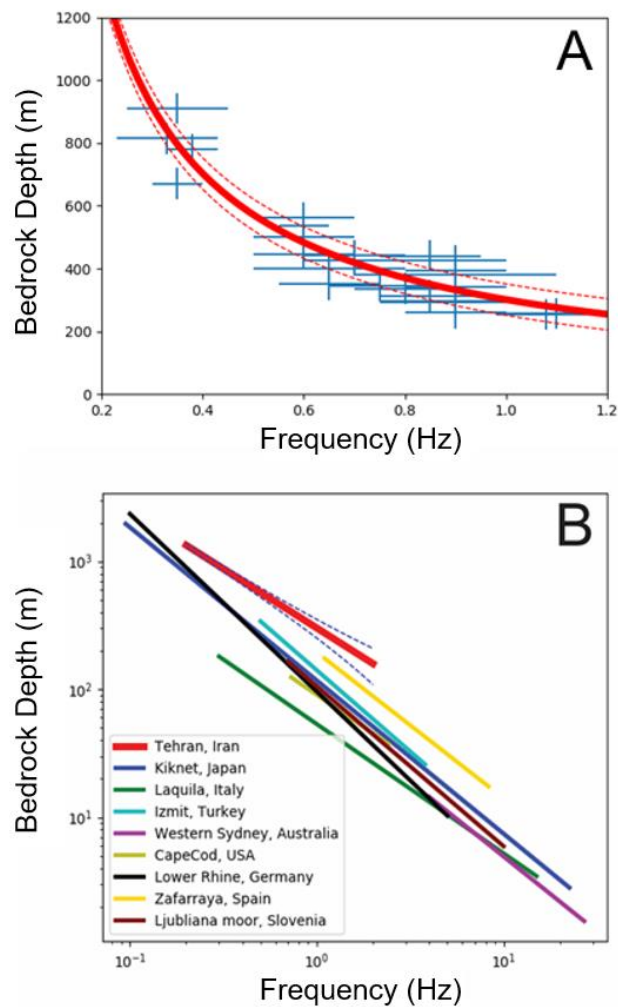 A
1200
1000
800
600
400
200
0
Bedrock Depth (m)
0.2 0.4 0.6 0.8 1.0 1.2
Frequency (Hz)
B
10³
10²
10¹
Bedrock Depth (m)
Tehran, Iran
Kiknet, Japan
Laquila, Italy
Izmit, Turkey
Western Sydney, Australia
CapeCod, USA
Lower Rhine, Germany
Zafarraya, Spain
Ljubliana moor, Slovenia
10⁻¹ 10⁰ 10¹
Frequency (Hz)